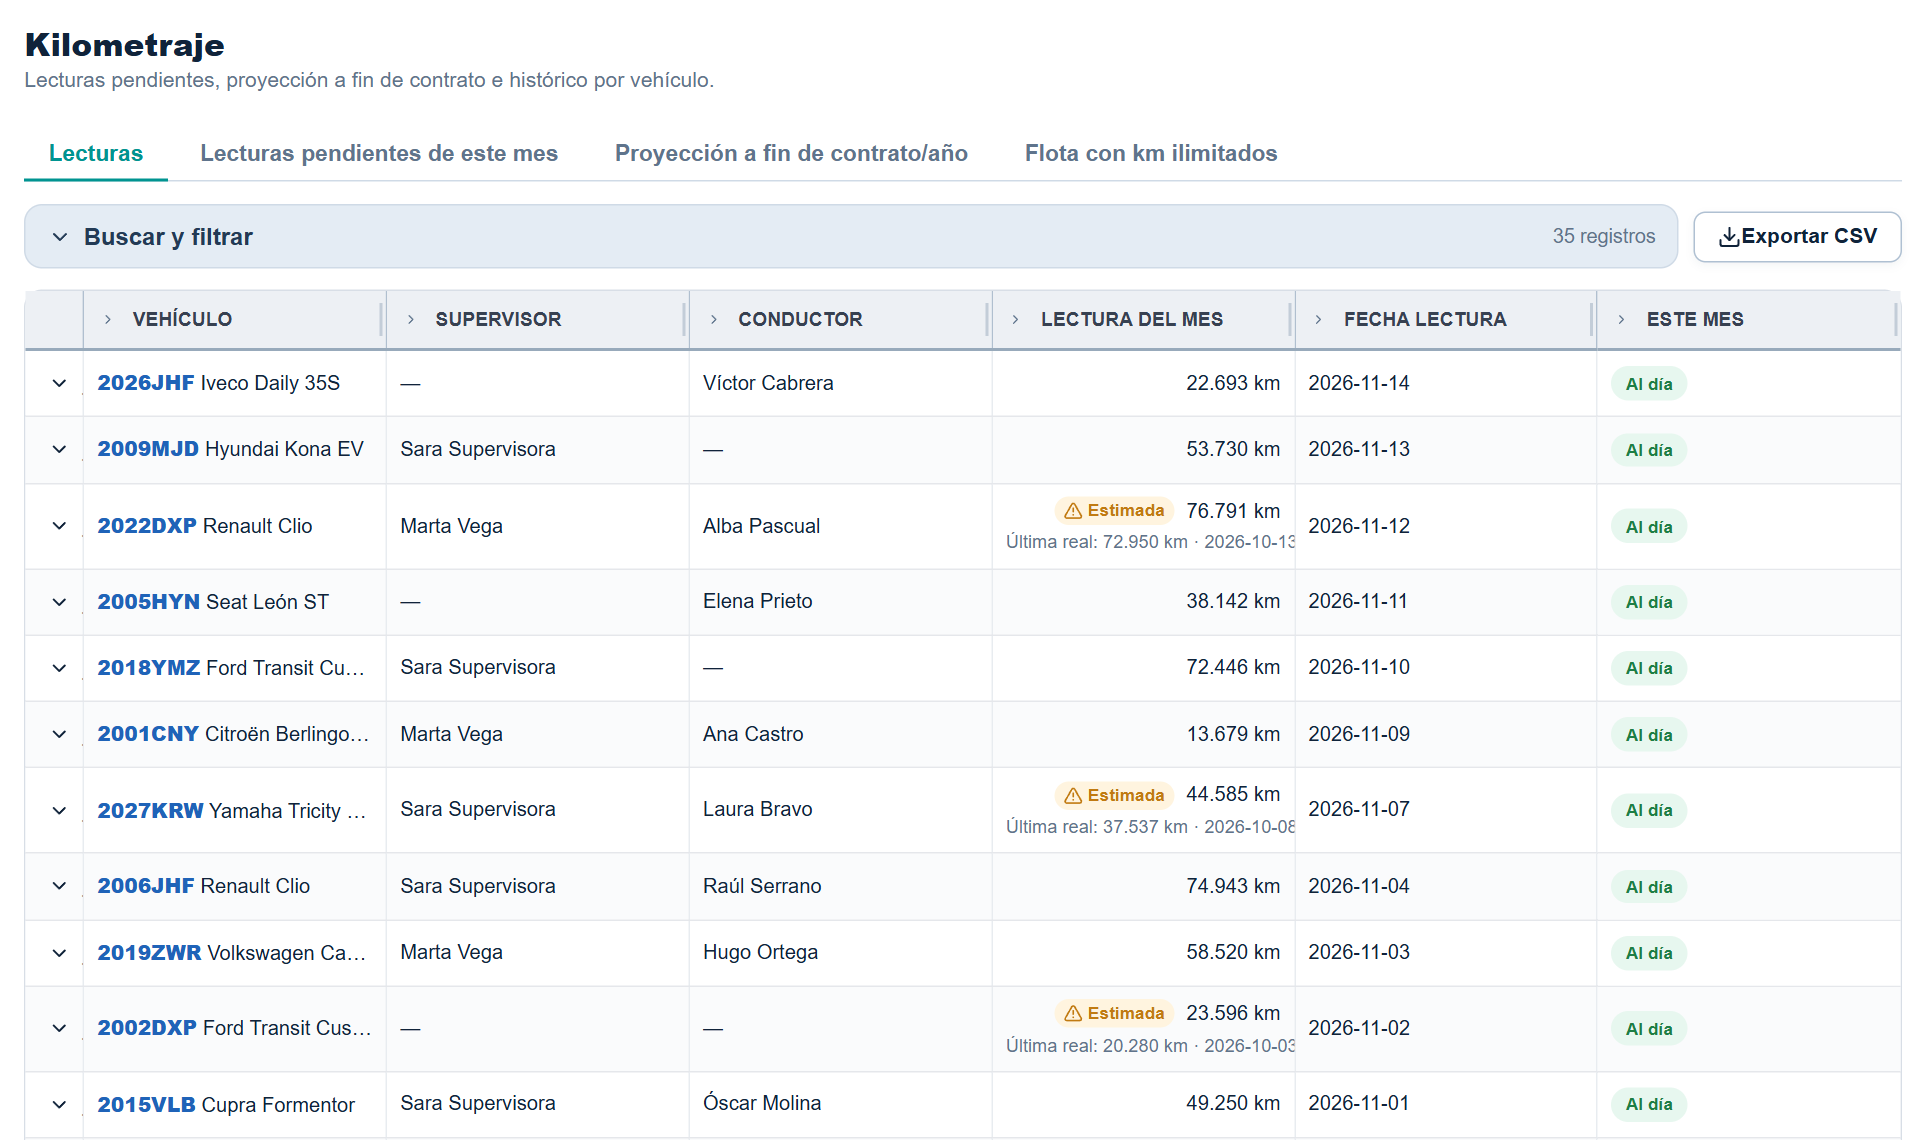 Kilometraje
Lecturas pendientes, proyección a fin de contrato e histórico por vehículo.
Lecturas
Lecturas pendientes de este mes
Proyección a fin de contrato/año
Flota con km ilimitados
Buscar y filtrar
35 registros
Exportar CSV
VEHÍCULO SUPERVISOR CONDUCTOR LECTURA DEL MES FECHA LECTURA ESTE MES
2026JHF Iveco Daily 35S — Víctor Cabrera 22.693 km 2026-11-14 Al día
2009MJD Hyundai Kona EV Sara Supervisora — 53.730 km 2026-11-13 Al día
2022DXP Renault Clio Marta Vega Alba Pascual Estimada 76.791 km 2026-11-12 Al día
Última real: 72.950 km · 2026-10-13
2005HYN Seat León ST — Elena Prieto 38.142 km 2026-11-11 Al día
2018YMZ Ford Transit Cu… Sara Supervisora — 72.446 km 2026-11-10 Al día
2001CNY Citroën Berlingo… Marta Vega Ana Castro 13.679 km 2026-11-09 Al día
2027KRW Yamaha Tricity … Sara Supervisora Laura Bravo Estimada 44.585 km 2026-11-07 Al día
Última real: 37.537 km · 2026-10-08
2006JHF Renault Clio Sara Supervisora Raúl Serrano 74.943 km 2026-11-04 Al día
2019ZWR Volkswagen Ca… Marta Vega Hugo Ortega 58.520 km 2026-11-03 Al día
2002DXP Ford Transit Cus… — — Estimada 23.596 km 2026-11-02 Al día
Última real: 20.280 km · 2026-10-03
2015VLB Cupra Formentor Sara Supervisora Óscar Molina 49.250 km 2026-11-01 Al día